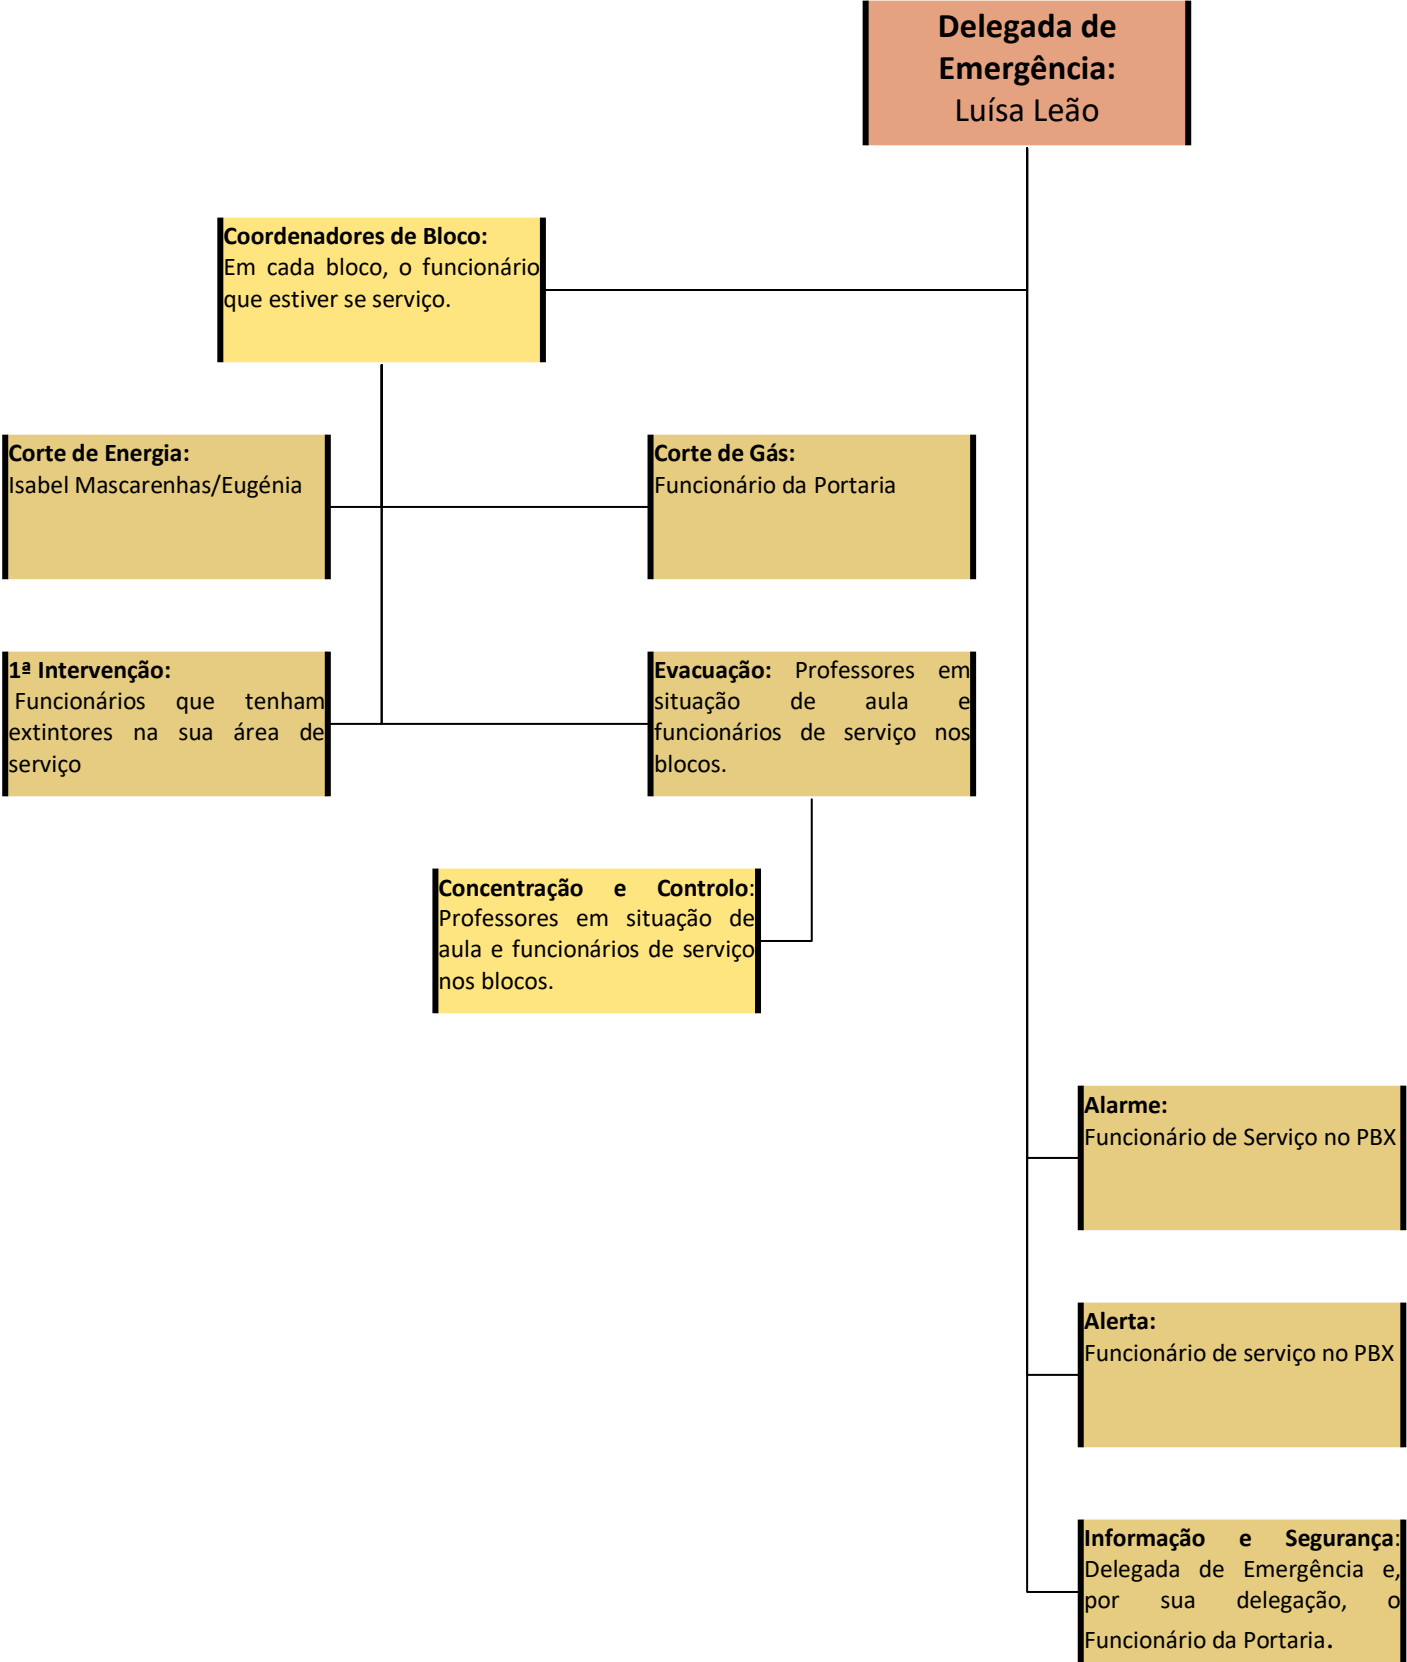 Delegada de
Emergência:
Luísa Leão
Coordenadores de Bloco:
Em cada bloco, o funcionário
que estiver se serviço.
Corte de Energia:
Isabel Mascarenhas/Eugénia
Corte de Gás:
Funcionário da Portaria
1ª Intervenção:
Funcionários que tenham
extintores na sua área de
serviço
Evacuação: Professores em
situação de aula e
funcionários de serviço nos
blocos.
Concentração e Controlo:
Professores em situação de
aula e funcionários de serviço
nos blocos.
Alarme:
Funcionário de Serviço no PBX
Alerta:
Funcionário de serviço no PBX
Informação e Segurança:
Delegada de Emergência e,
por sua delegação, o
Funcionário da Portaria.